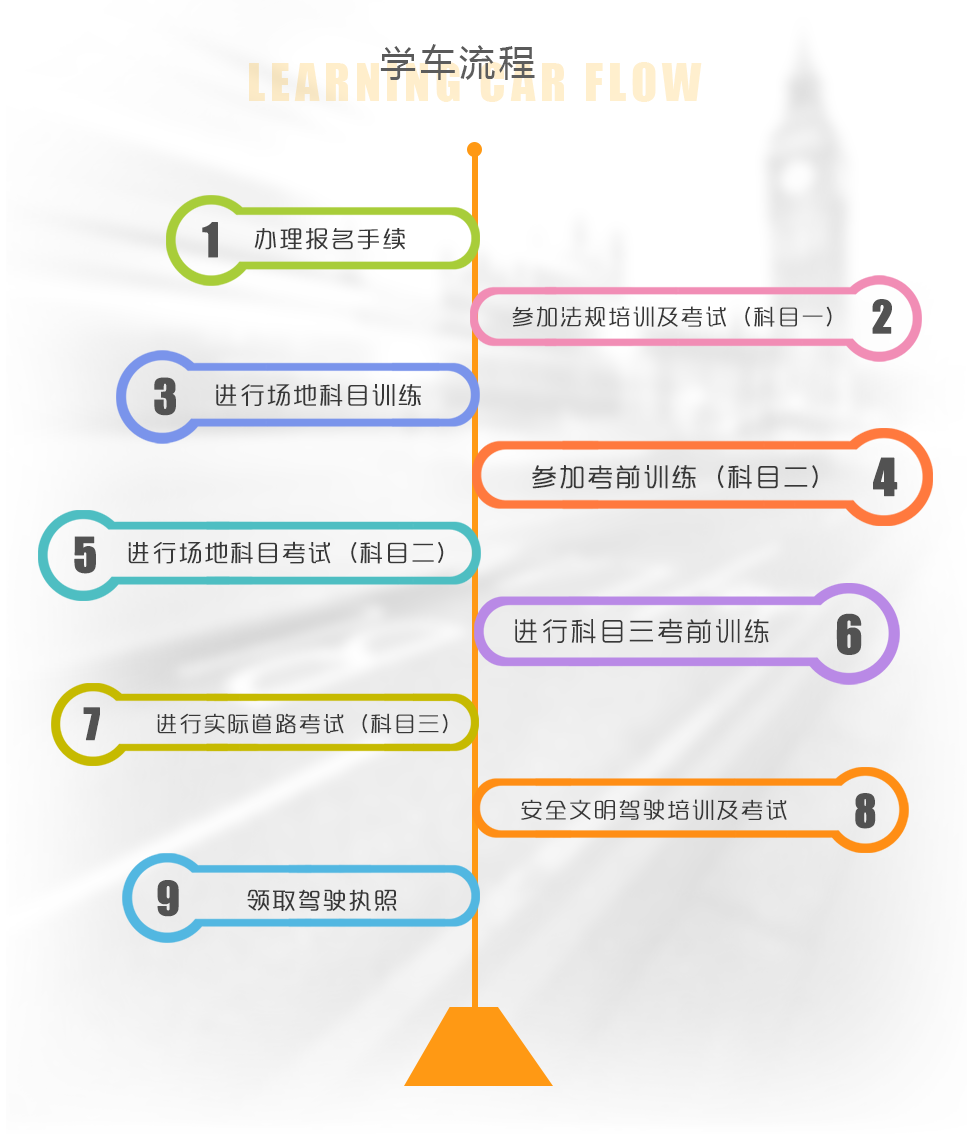 学车流程
LEARNING CAR FLOW
1 办理报名手续
参加法规培训及考试（科目一） 2
3 进行场地科目训练
参加考前训练（科目二） 4
5 进行场地科目考试（科目二）
进行科目三考前训练 6
7 进行实际道路考试（科目三）
安全文明驾驶培训及考试 8
9 领取驾驶执照